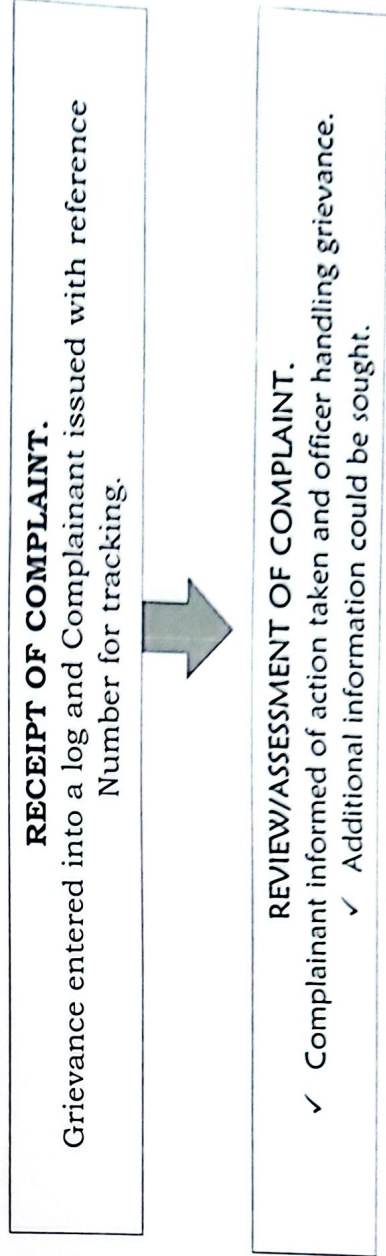 RECEIPT OF COMPLAINT.
Grievance entered into a log and Complainant issued with reference
Number for tracking.
REVIEW/ASSESSMENT OF COMPLAINT.
✓ Complainant informed of action taken and officer handling grievance.
✓ Additional information could be sought.